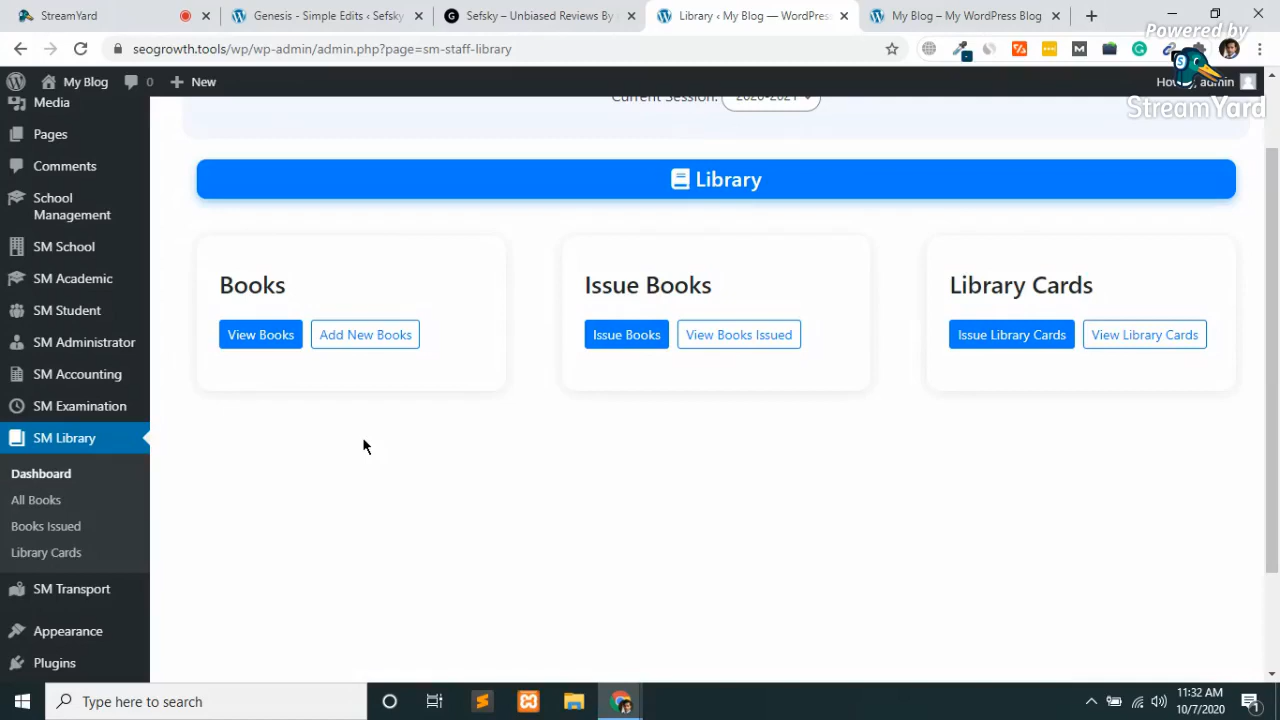 StreamYard
Genesis - Simple Edits ‹ Sefsky
Sefsky – Unbiased Reviews By
Library ‹ My Blog — WordPress
My Blog – My WordPress Blog
seogrowth.tools/wp/wp-admin/admin.php?page=sm-staff-library
Powered by
StreamYard
My Blog
0
New
Howdy, admin
Media
Pages
Comments
School
Management
SM School
SM Academic
SM Student
SM Administrator
SM Accounting
SM Examination
SM Library
Dashboard
All Books
Books Issued
Library Cards
SM Transport
Appearance
Plugins
Current Session:
2020-2021
Library
Books
View Books
Add New Books
Issue Books
Issue Books
View Books Issued
Library Cards
Issue Library Cards
View Library Cards
Type here to search
11:32 AM
10/7/2020
1